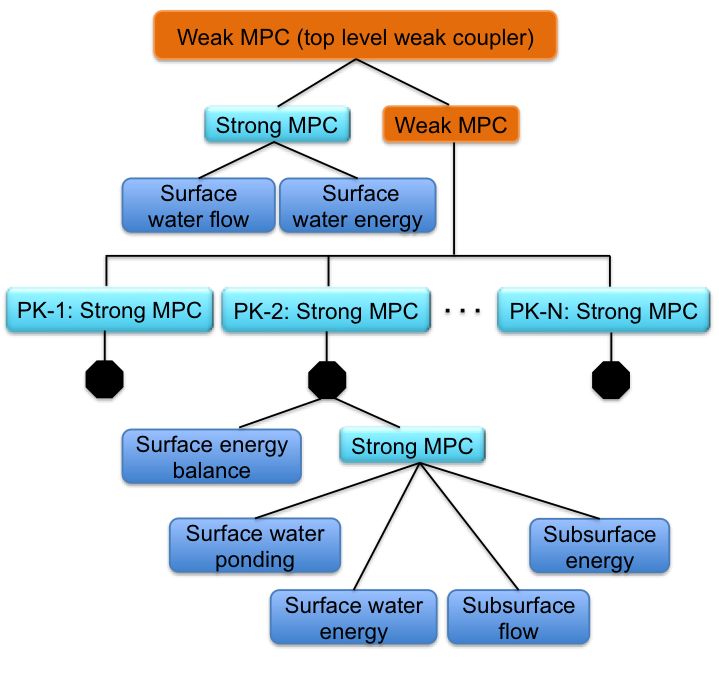 Weak MPC (top level weak coupler)
Strong MPC
Weak MPC
Surface
water flow
Surface
water energy
PK-1: Strong MPC
PK-2: Strong MPC
. . .
PK-N: Strong MPC
Surface energy
balance
Strong MPC
Surface water
ponding
Subsurface
energy
Surface water
energy
Subsurface
flow